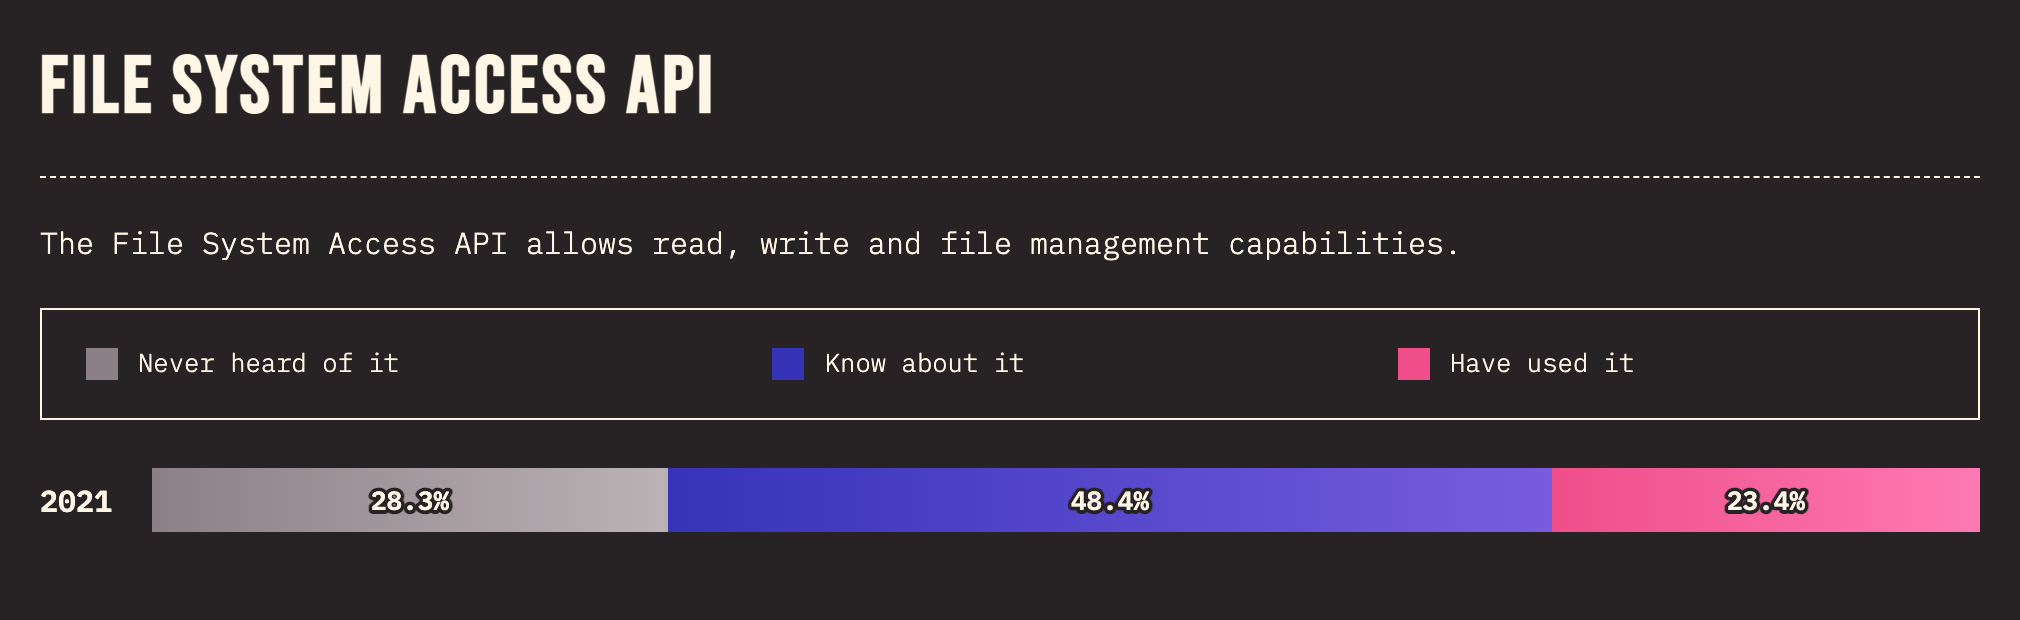 FILE SYSTEM ACCESS API
The File System Access API allows read, write and file management capabilities.
Never heard of it
Know about it
Have used it
2021 28.3% 48.4% 23.4%